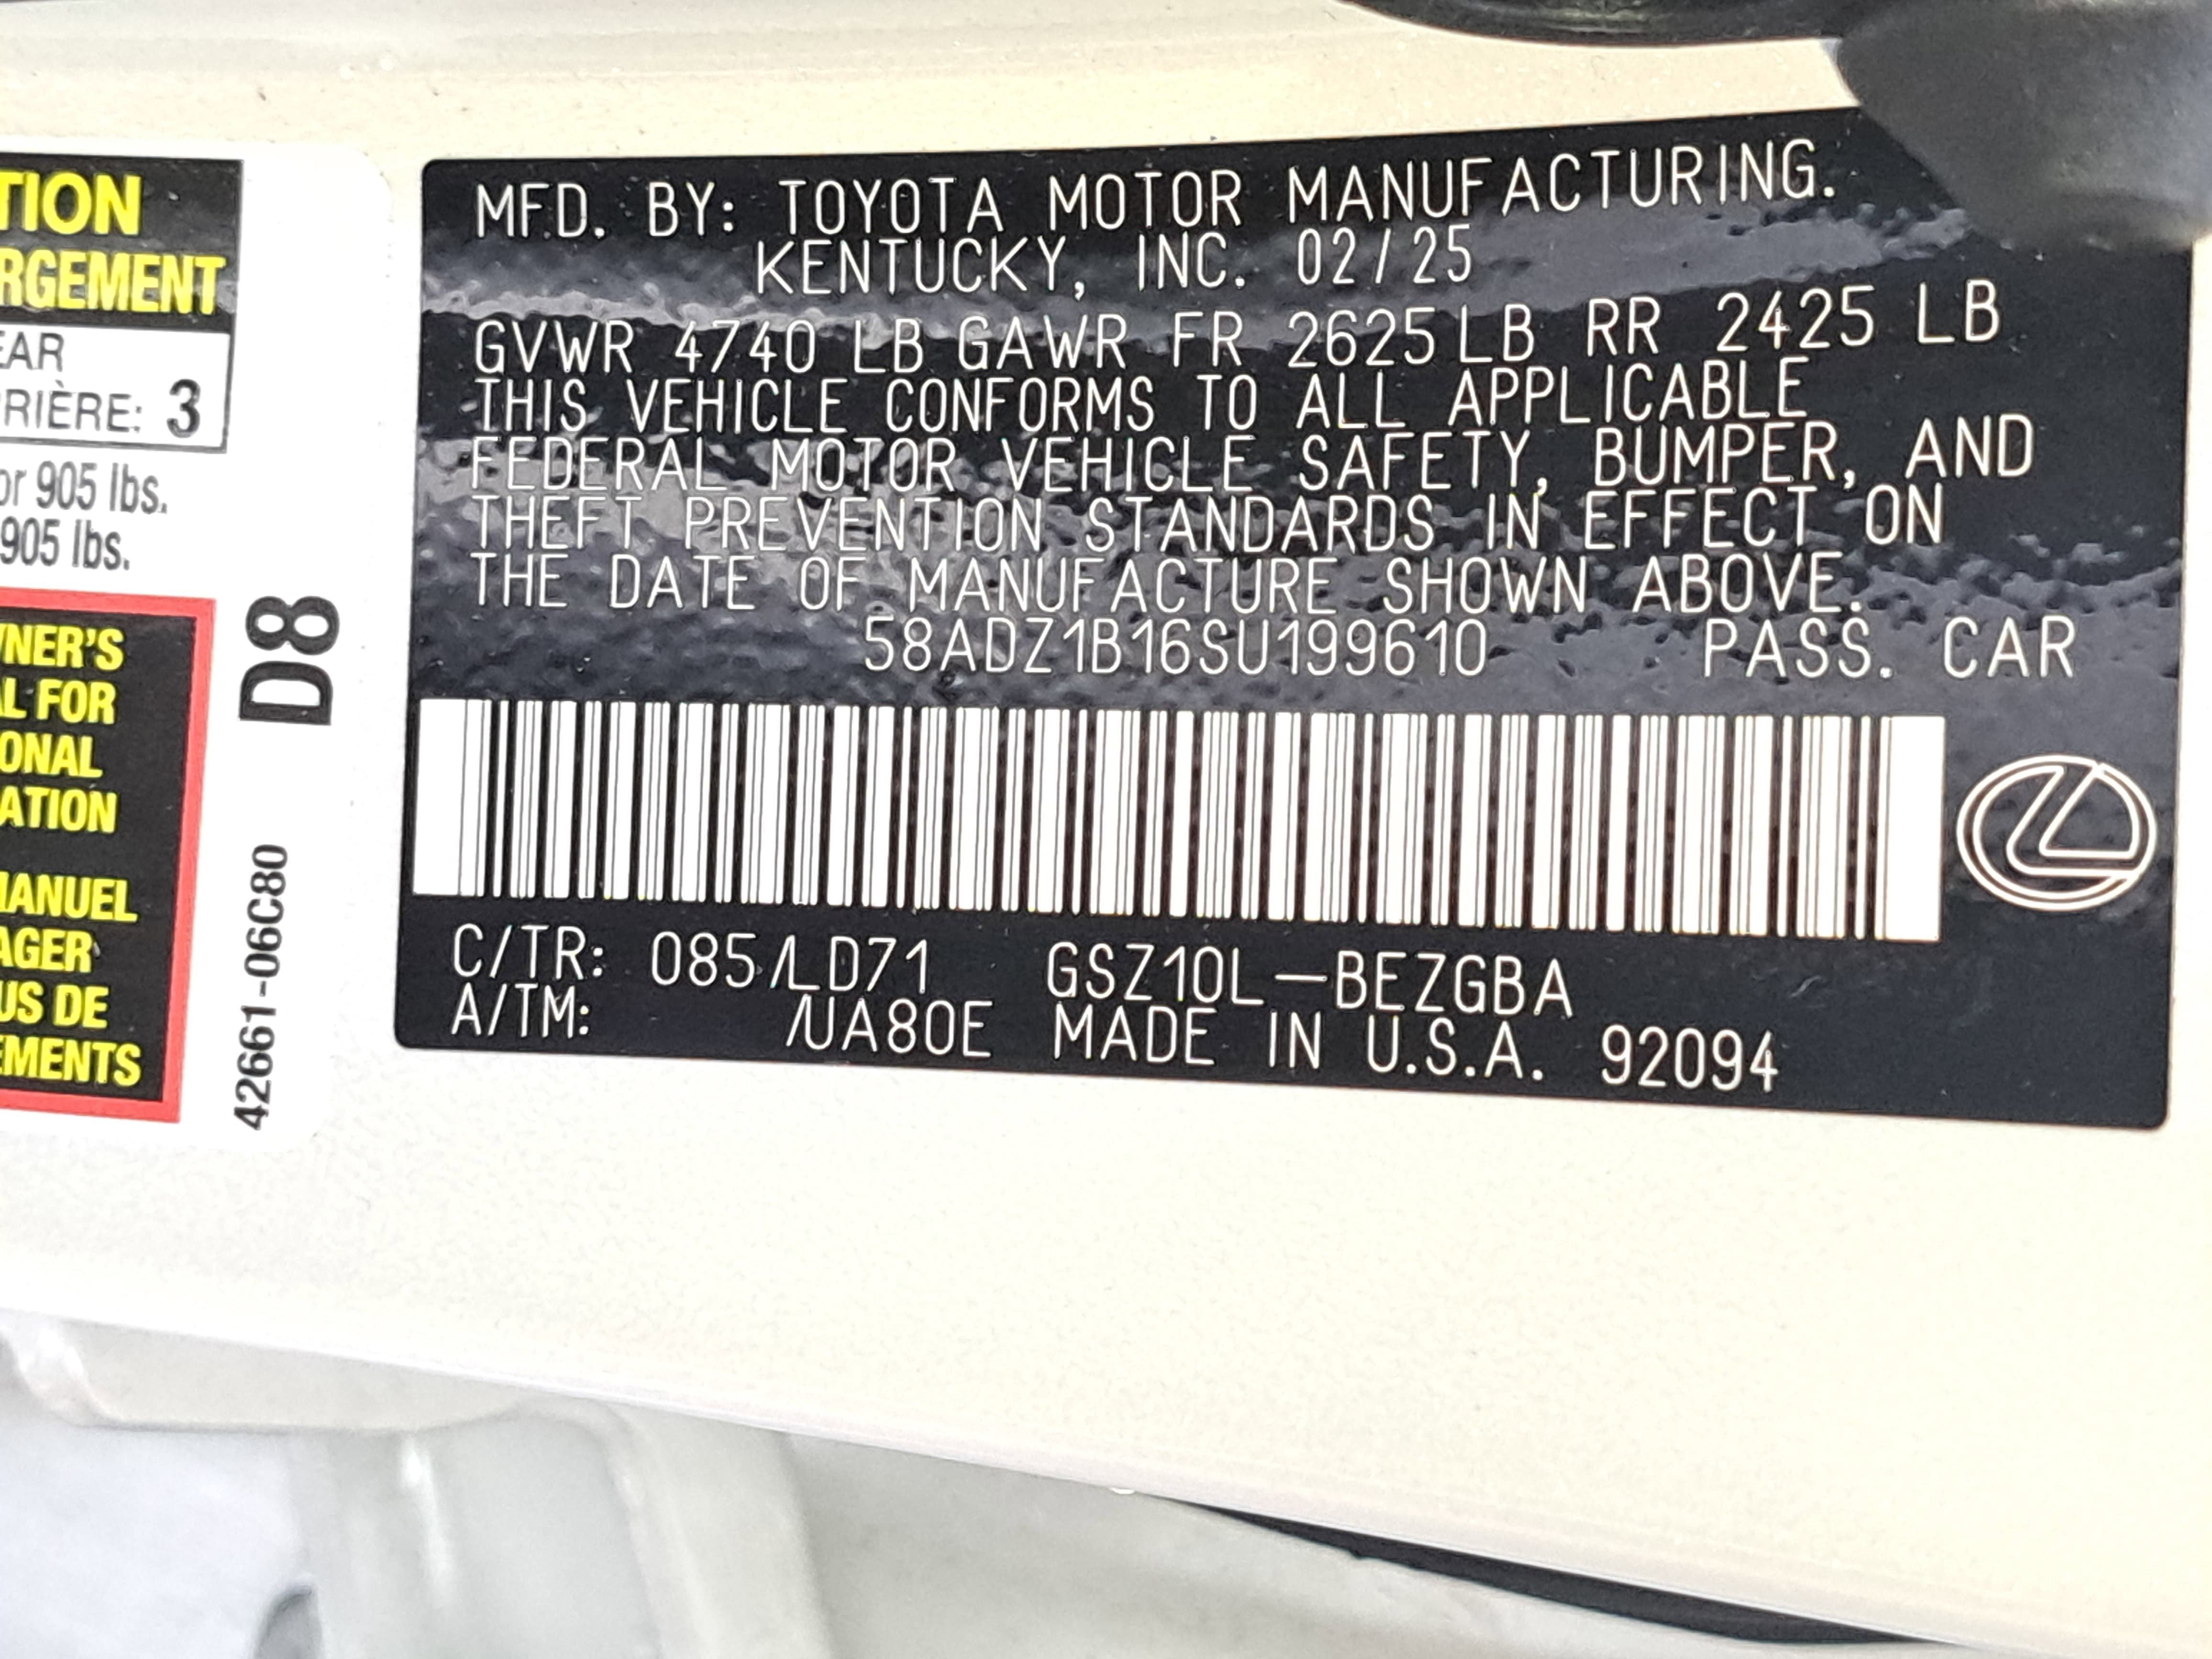 TION
RGEMENT
EAR
RIÈRE: 3
or 905 lbs.
905 lbs.
NER'S
L FOR
ONAL
ATION
MANUEL
AGER
US DE
EMENTS
D8
42661-06C80
MFD. BY: TOYOTA MOTOR MANUFACTURING.
KENTUCKY, INC. 02/25
GVWR 4740 LB GAWR FR 2625 LB RR 2425 LB
THIS VEHICLE CONFORMS TO ALL APPLICABLE
FEDERAL MOTOR VEHICLE SAFETY, BUMPER, AND
THEFT PREVENTION STANDARDS IN EFFECT ON
THE DATE OF MANUFACTURE SHOWN ABOVE.
58ADZ1B16SU199610 PASS. CAR
C/TR: 085/LD71 GSZ10L-BEZGBA
A/TM: /UA80E MADE IN U.S.A. 92094